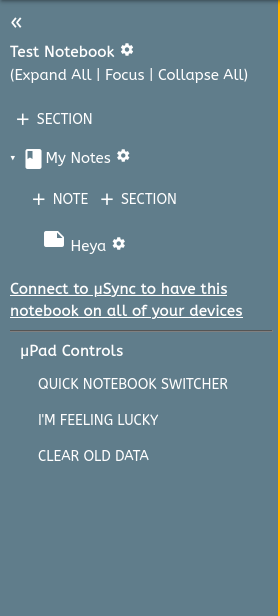 «
Test Notebook
(Expand All | Focus | Collapse All)
+ SECTION
My Notes
+ NOTE + SECTION
Heya
Connect to µSync to have this
notebook on all of your devices
µPad Controls
QUICK NOTEBOOK SWITCHER
I'M FEELING LUCKY
CLEAR OLD DATA